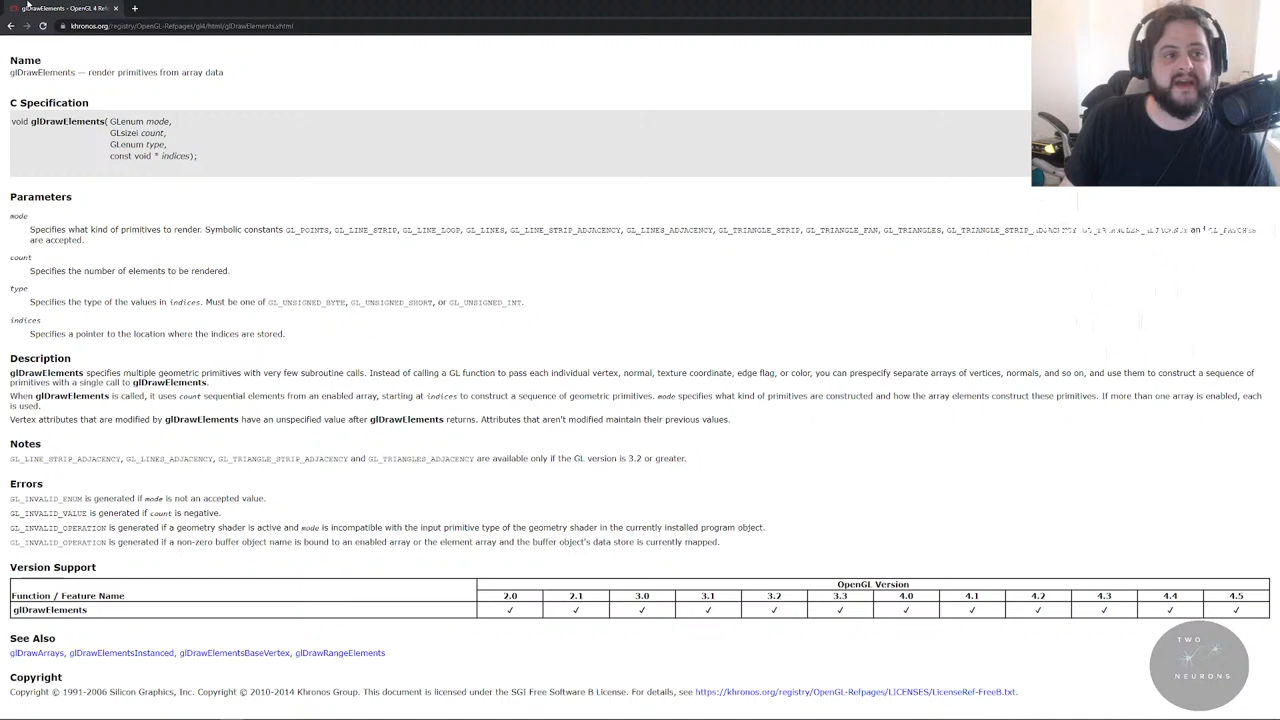 glDrawElements - OpenGL 4 Ref
khronos.org/registry/OpenGL-Refpages/gl4/html/glDrawElements.xhtml
Name
glDrawElements — render primitives from array data
C Specification
void glDrawElements( GLenum mode,
GLsizei count,
GLenum type,
const void * indices);
Parameters
mode
Specifies what kind of primitives to render. Symbolic constants GL_POINTS, GL_LINE_STRIP, GL_LINE_LOOP, GL_LINES, GL_LINE_STRIP_ADJACENCY, GL_LINES_ADJACENCY, GL_TRIANGLE_STRIP, GL_TRIANGLE_FAN, GL_TRIANGLES, GL_TRIANGLE_STRIP_ADJACENCY GL_TRIANGLES_ADJACENCY an GL_PATCHES
are accepted.
count
Specifies the number of elements to be rendered.
type
Specifies the type of the values in indices. Must be one of GL_UNSIGNED_BYTE, GL_UNSIGNED_SHORT, or GL_UNSIGNED_INT.
indices
Specifies a pointer to the location where the indices are stored.
Description
glDrawElements specifies multiple geometric primitives with very few subroutine calls. Instead of calling a GL function to pass each individual vertex, normal, texture coordinate, edge flag, or color, you can prespecify separate arrays of vertices, normals, and so on, and use them to construct a sequence of
primitives with a single call to glDrawElements.
When glDrawElements is called, it uses count sequential elements from an enabled array, starting at indices to construct a sequence of geometric primitives. mode specifies what kind of primitives are constructed and how the array elements construct these primitives. If more than one array is enabled, each
is used.
Vertex attributes that are modified by glDrawElements have an unspecified value after glDrawElements returns. Attributes that aren't modified maintain their previous values.
Notes
GL_LINE_STRIP_ADJACENCY, GL_LINES_ADJACENCY, GL_TRIANGLE_STRIP_ADJACENCY and GL_TRIANGLES_ADJACENCY are available only if the GL version is 3.2 or greater.
Errors
GL_INVALID_ENUM is generated if mode is not an accepted value.
GL_INVALID_VALUE is generated if count is negative.
GL_INVALID_OPERATION is generated if a geometry shader is active and mode is incompatible with the input primitive type of the geometry shader in the currently installed program object.
GL_INVALID_OPERATION is generated if a non-zero buffer object name is bound to an enabled array or the element array and the buffer object's data store is currently mapped.
Version Support
OpenGL Version
Function / Feature Name 2.0 2.1 3.0 3.1 3.2 3.3 4.0 4.1 4.2 4.3 4.4 4.5
glDrawElements ✓ ✓ ✓ ✓ ✓ ✓ ✓ ✓ ✓ ✓ ✓ ✓
See Also
glDrawArrays, glDrawElementsInstanced, glDrawElementsBaseVertex, glDrawRangeElements
Copyright
Copyright © 1991-2006 Silicon Graphics, Inc. Copyright © 2010-2014 Khronos Group. This document is licensed under the SGI Free Software B License. For details, see https://khronos.org/registry/OpenGL-Refpages/LICENSES/LicenseRef-FreeB.txt.
TWO
NEURONS